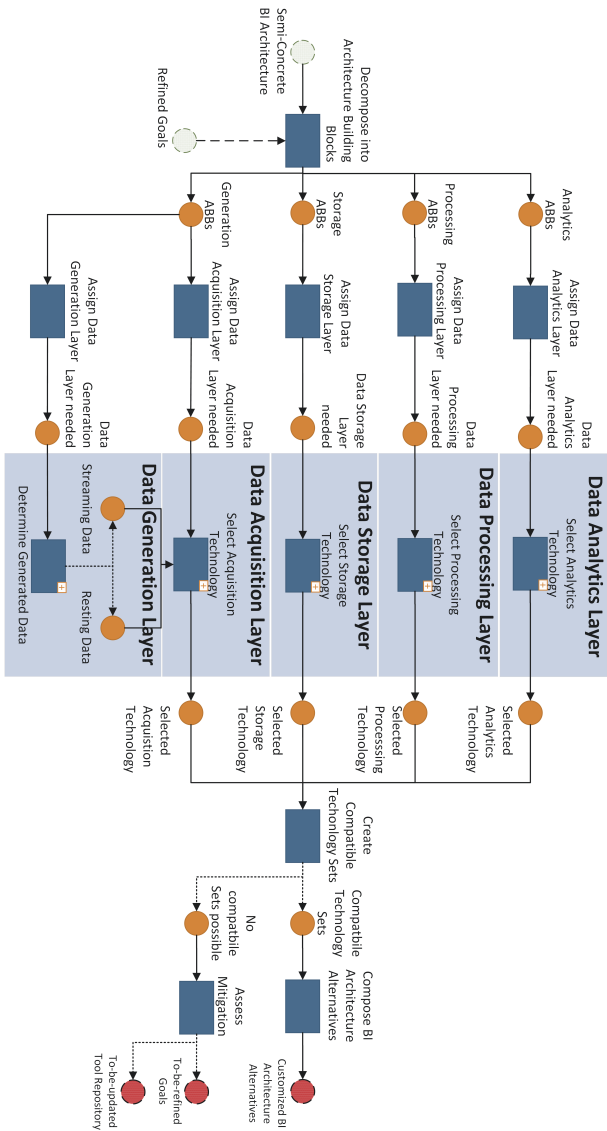 Semi-Concrete
BI Architecture
Decompose into
Architecture Building
Blocks
Refined Goals
Analytics
ABBs
Assign Data
Analytics Layer
Data
Analytics
Layer needed
Data Analytics Layer
Select Analytics
Technology
Selected
Analytics
Technology
Processing
ABBs
Assign Data
Processing Layer
Data
Processing
Layer needed
Data Processing Layer
Select Processing
Technology
Selected
Processsing
Technology
Storage
ABBs
Assign Data
Storage Layer
Data Storage
Layer
needed
Data Storage Layer
Select Storage
Technology
Selected
Storage
Technology
Generation
ABBs
Assign Data
Acquisition Layer
Data
Acquisition
Layer needed
Data Acquisition Layer
Select Acquisition
Technology
Selected
Acquistion
Technology
Assign Data
Generation Layer
Data
Generation
Layer needed
Data Generation Layer
Streaming Data
Resting Data
Determine Generated Data
Create
Compatible
Techonlogy Sets
Compatbile
Technology
Sets
Compose BI
Architecture
Alternatives
Customized BI
Architecture
Alternatives
No
compatbile
Sets possible
Assess
Mitigation
To-be-refined
Goals
To-be-updated
Tool Repository